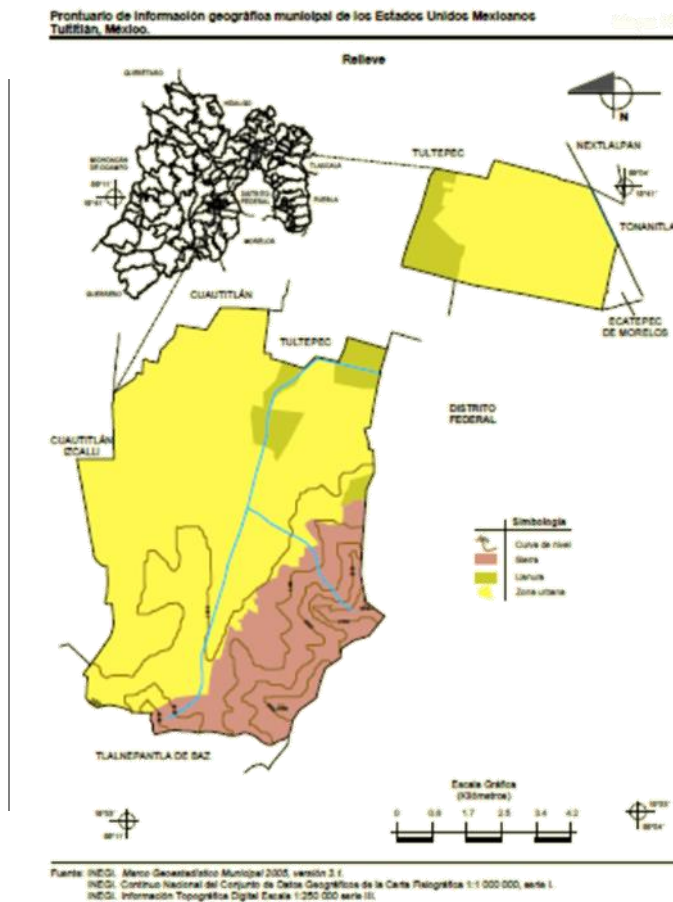 Prontuario de información geográfica municipal de los Estados Unidos Mexicanos
Tultitlán, México.
Relieve
QUERÉTARO
HIDALGO
MICHOACÁN
DE OCAMPO
TLAXCALA
DISTRITO
FEDERAL
PUEBLA
MORELOS
GUERRERO
N
TULTEPEC
NEXTLALPAN
TONANITLA
ECATEPEC
DE MORELOS
CUAUTITLÁN
TULTEPEC
CUAUTITLÁN
IZCALLI
DISTRITO
FEDERAL
Simbología
Curva de nivel
Sierra
Llanura
Zona urbana
TLALNEPANTLA DE BAZ
Escala Gráfica
(Kilómetros)
0 0.8 1.7 2.5 3.4 4.2
Fuente: INEGI. Marco Geoestadístico Municipal 2005, versión 3.1.
INEGI. Continuo Nacional del Conjunto de Datos Geográficos de la Carta Fisiográfica 1:1 000 000, serie I.
INEGI. Información Topográfica Digital Escala 1:250 000 serie III.